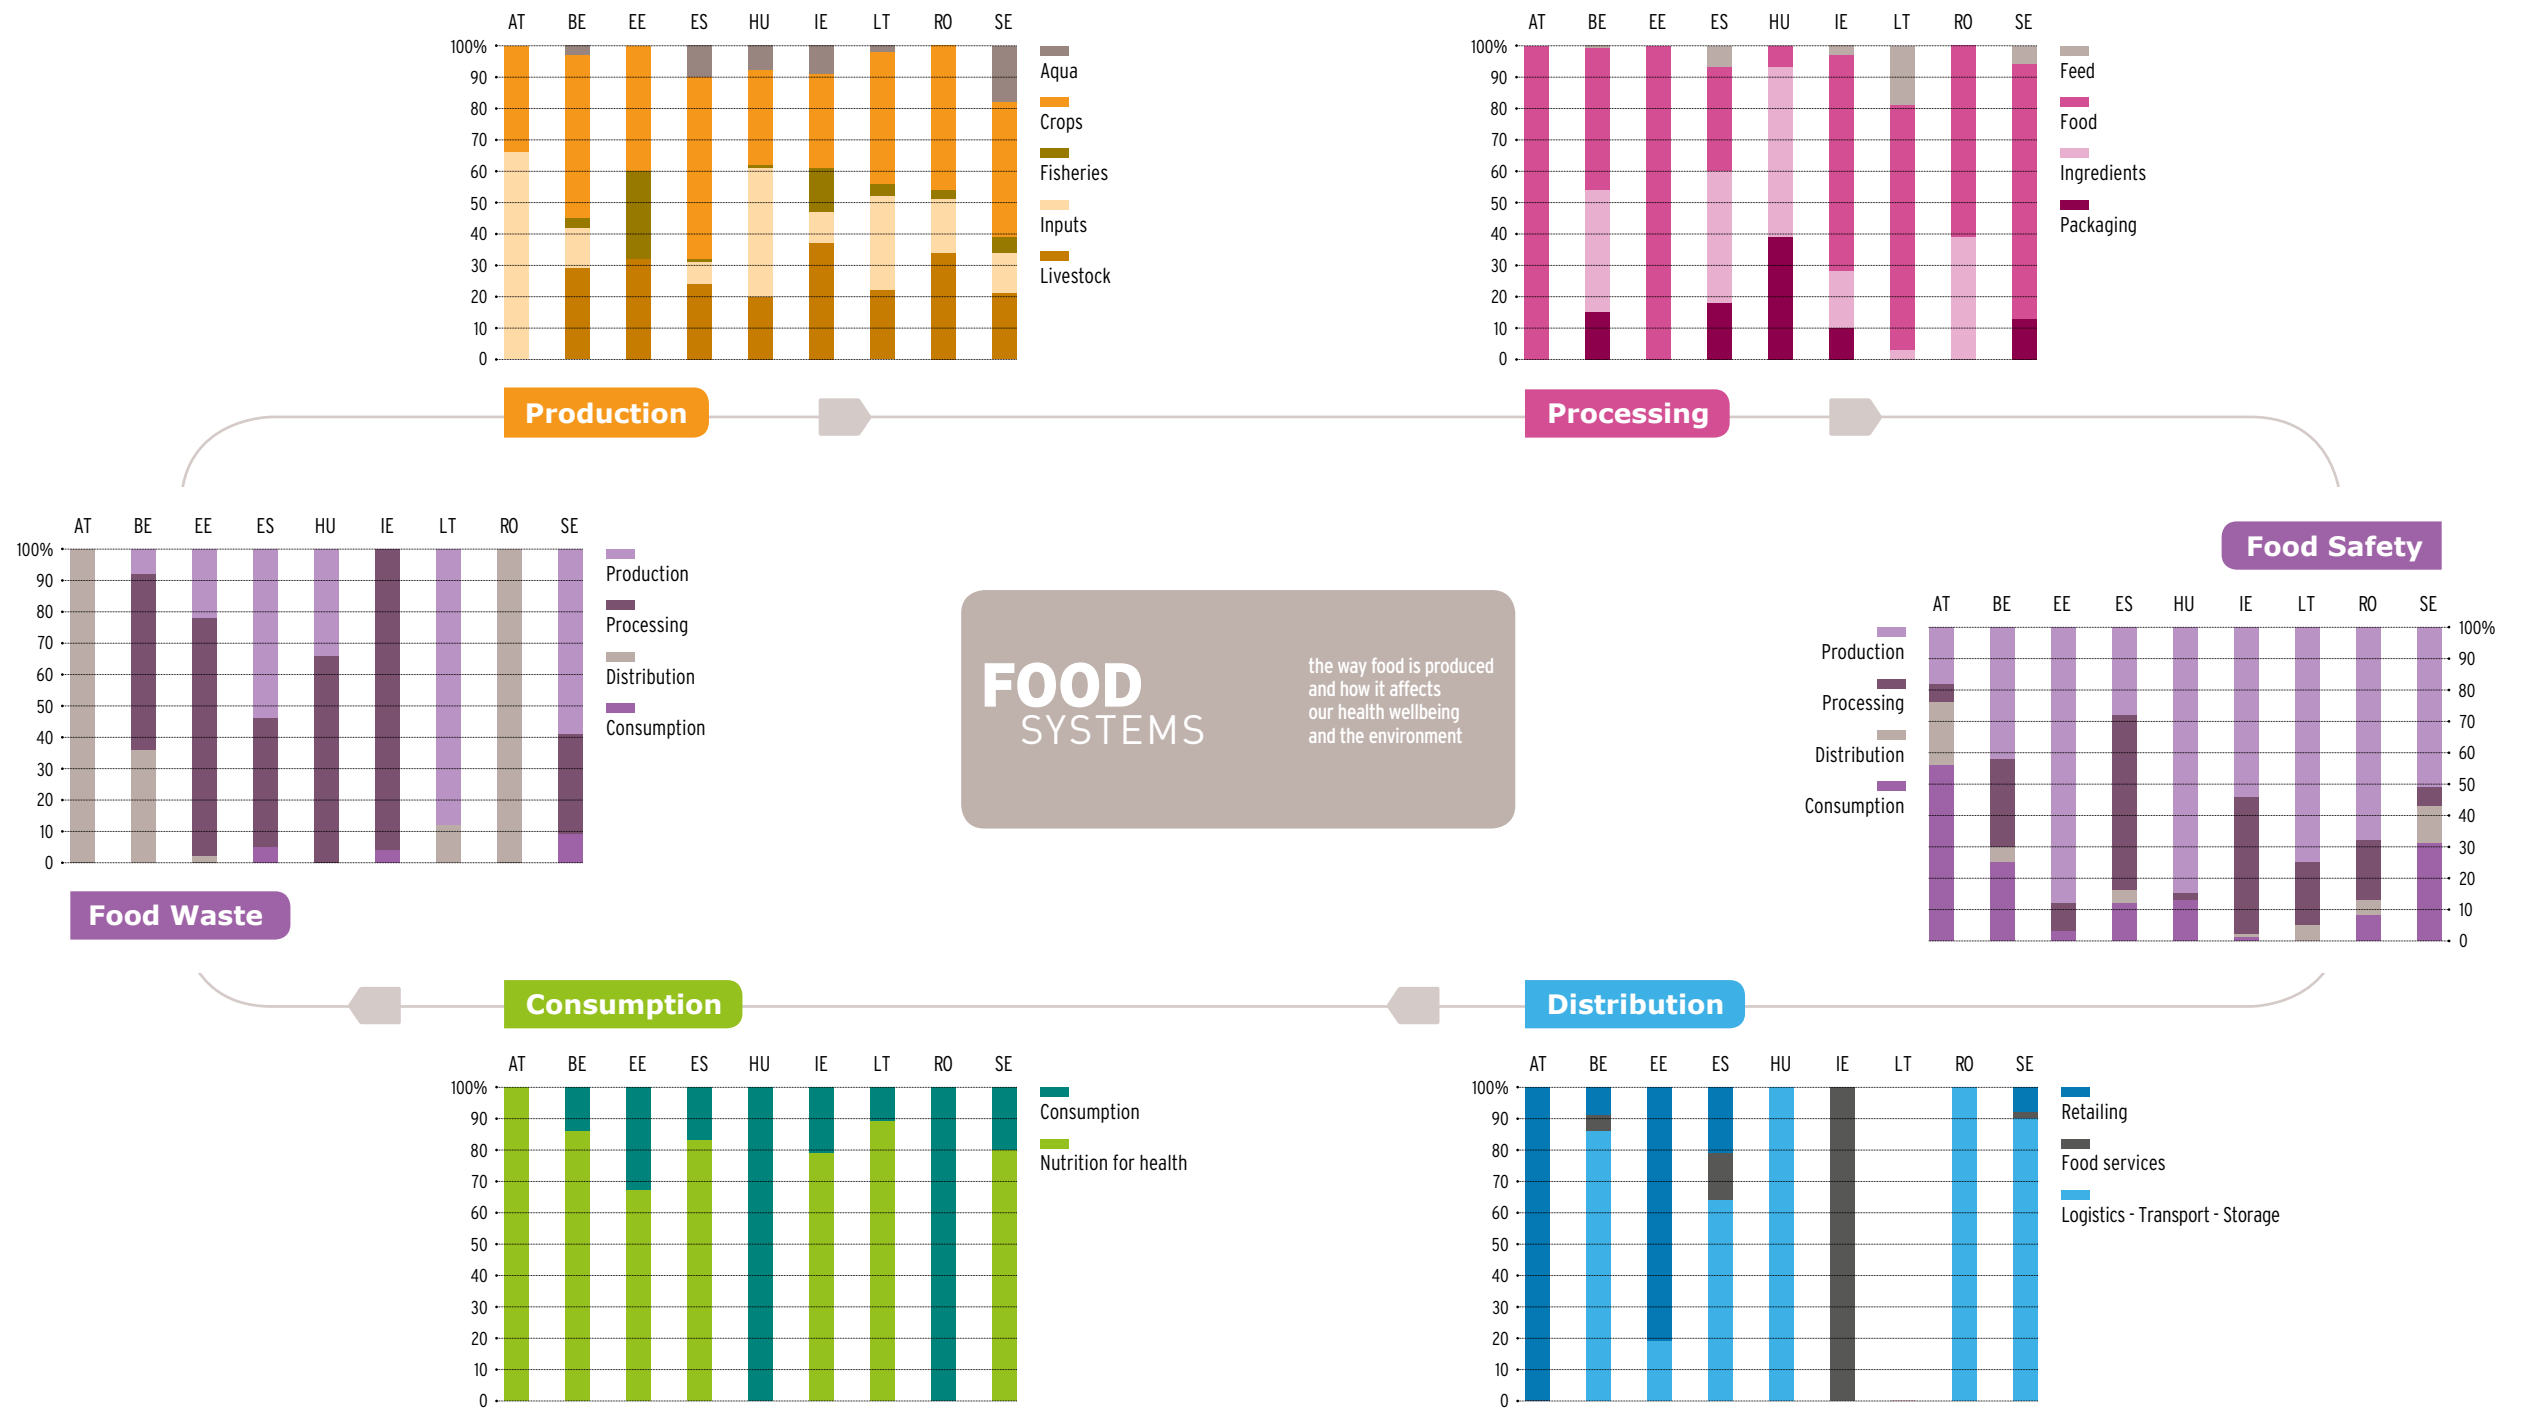 AT BE EE ES HU IE LT RO SE
100%
90
80
70
60
50
40
30
20
10
0
Aqua
Crops
Fisheries
Inputs
Livestock
AT BE EE ES HU IE LT RO SE
100%
90
80
70
60
50
40
30
20
10
0
Feed
Food
Ingredients
Packaging
Production
Processing
AT BE EE ES HU IE LT RO SE
100%
90
80
70
60
50
40
30
20
10
0
Production
Processing
Distribution
Consumption
Food Waste
FOOD
SYSTEMS
the way food is produced
and how it affects
our health wellbeing
and the environment
Food Safety
AT BE EE ES HU IE LT RO SE
Production
Processing
Distribution
Consumption
100%
90
80
70
60
50
40
30
20
10
0
Consumption
Distribution
AT BE EE ES HU IE LT RO SE
100%
90
80
70
60
50
40
30
20
10
0
Consumption
Nutrition for health
AT BE EE ES HU IE LT RO SE
100%
90
80
70
60
50
40
30
20
10
0
Retailing
Food services
Logistics - Transport - Storage